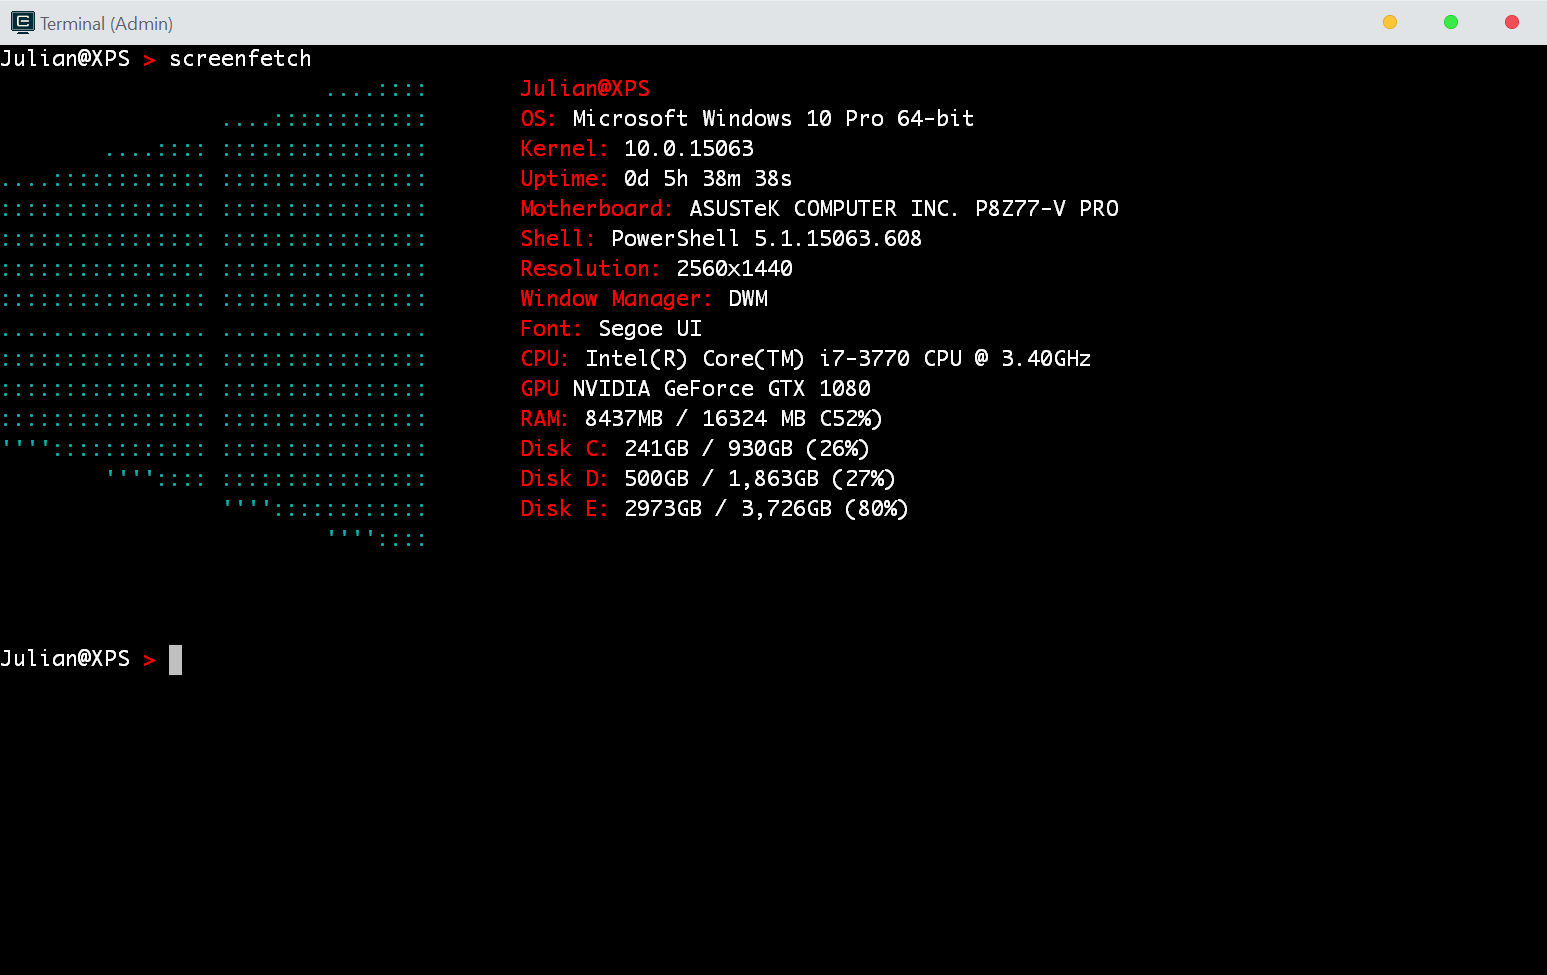 Terminal (Admin)
Julian@XPS > screenfetch
Julian@XPS
OS: Microsoft Windows 10 Pro 64-bit
Kernel: 10.0.15063
Uptime: 0d 5h 38m 38s
Motherboard: ASUSTeK COMPUTER INC. P8Z77-V PRO
Shell: PowerShell 5.1.15063.608
Resolution: 2560x1440
Window Manager: DWM
Font: Segoe UI
CPU: Intel(R) Core(TM) i7-3770 CPU @ 3.40GHz
GPU NVIDIA GeForce GTX 1080
RAM: 8437MB / 16324 MB C52%)
Disk C: 241GB / 930GB (26%)
Disk D: 500GB / 1,863GB (27%)
Disk E: 2973GB / 3,726GB (80%)
Julian@XPS >